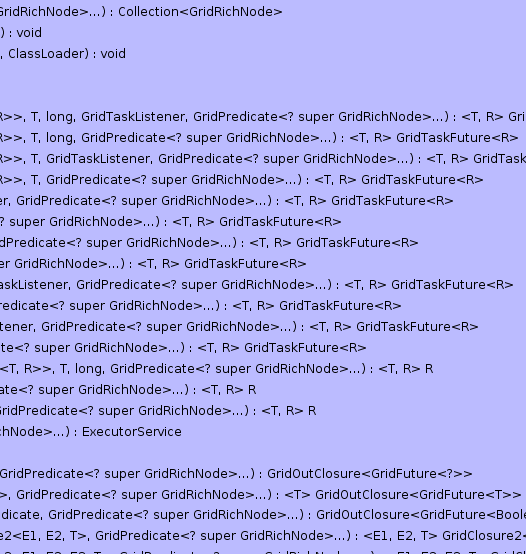 GridRichNode>...) : Collection<GridRichNode>
) : void
, ClassLoader) : void
R>>, T, long, GridTaskListener, GridPredicate<? super GridRichNode>...) : <T, R> Gri
R>>, T, long, GridPredicate<? super GridRichNode>...) : <T, R> GridTaskFuture<R>
R>>, T, GridTaskListener, GridPredicate<? super GridRichNode>...) : <T, R> GridTask
R>>, T, GridPredicate<? super GridRichNode>...) : <T, R> GridTaskFuture<R>
er, GridPredicate<? super GridRichNode>...) : <T, R> GridTaskFuture<R>
? super GridRichNode>...) : <T, R> GridTaskFuture<R>
dPredicate<? super GridRichNode>...) : <T, R> GridTaskFuture<R>
er GridRichNode>...) : <T, R> GridTaskFuture<R>
askListener, GridPredicate<? super GridRichNode>...) : <T, R> GridTaskFuture<R>
redicate<? super GridRichNode>...) : <T, R> GridTaskFuture<R>
tener, GridPredicate<? super GridRichNode>...) : <T, R> GridTaskFuture<R>
te<? super GridRichNode>...) : <T, R> GridTaskFuture<R>
<T, R>>, T, long, GridPredicate<? super GridRichNode>...) : <T, R> R
ate<? super GridRichNode>...) : <T, R> R
GridPredicate<? super GridRichNode>...) : <T, R> R
chNode>...) : ExecutorService
GridPredicate<? super GridRichNode>...) : GridOutClosure<GridFuture<?>>
>, GridPredicate<? super GridRichNode>...) : <T> GridOutClosure<GridFuture<T>>
dicate, GridPredicate<? super GridRichNode>...) : GridOutClosure<GridFuture<Boole
e2<E1, E2, T>, GridPredicate<? super GridRichNode>...) : <E1, E2, T> GridClosure2<